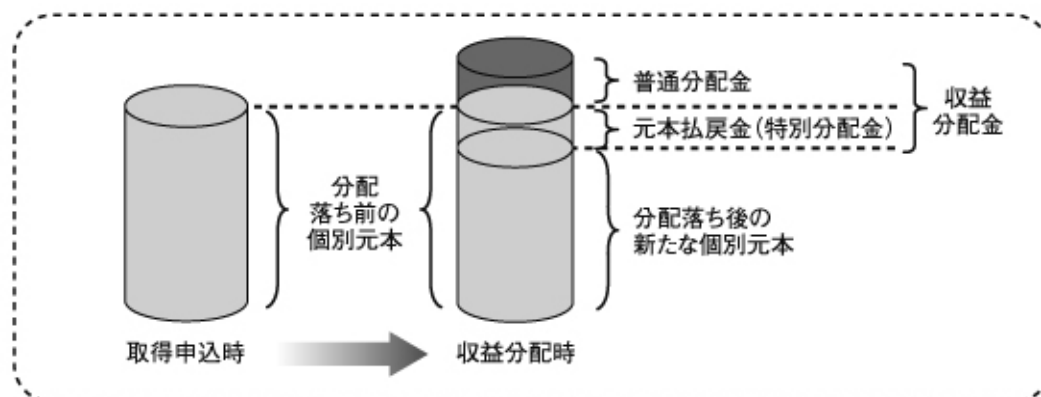 普通分配金
収益
分配金
元本払戻金(特別分配金)
分配
落ち前の
個別元本
分配落ち後の
新たな個別元本
取得申込時
収益分配時